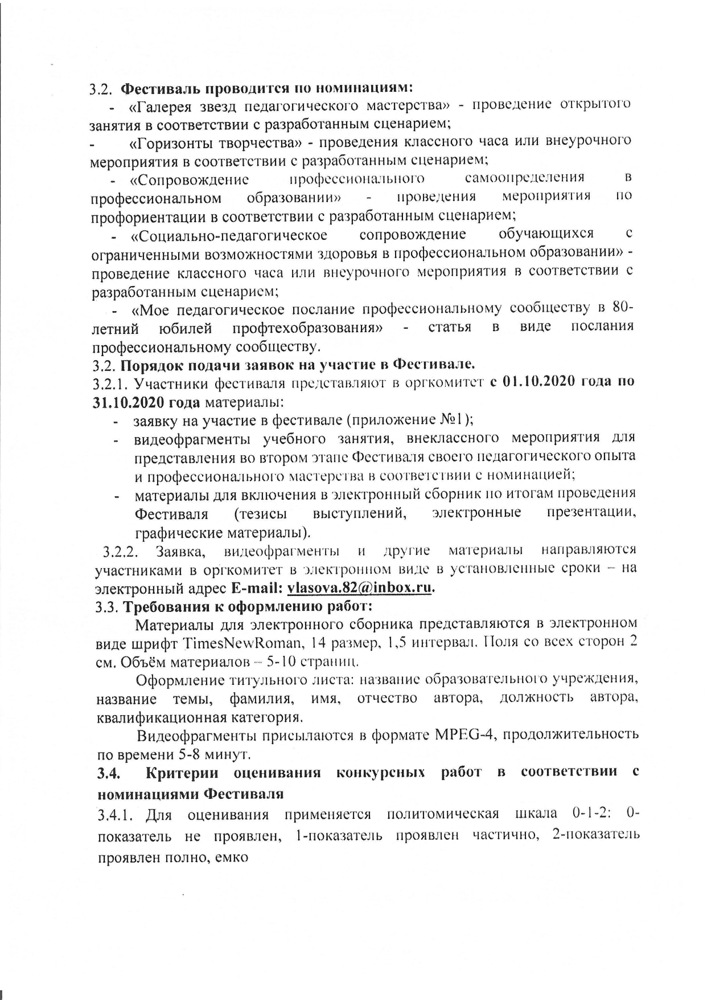 3.2. Фестиваль проводится по номинациям:
- «Галерея звезд педагогического мастерства» - проведение открытого
занятия в соответствии с разработанным сценарием;
- «Горизонты творчества» - проведения классного часа или внеурочного
мероприятия в соответствии с разработанным сценарием;
- «Сопровождение профессионального самоопределения в
профессиональном образовании» - проведения мероприятия по
профориентации в соответствии с разработанным сценарием;
- «Социально-педагогическое сопровождение обучающихся с
ограниченными возможностями здоровья в профессиональном образовании» -
проведение классного часа или внеурочного мероприятия в соответствии с
разработанным сценарием;
- «Мое педагогическое послание профессиональному сообществу в 80-
летний юбилей профтехобразования» - статья в виде послания
профессиональному сообществу.
3.2. Порядок подачи заявок на участие в Фестивале.
3.2.1. Участники фестиваля представляют в оргкомитет с 01.10.2020 года по
31.10.2020 года материалы:
- заявку на участие в фестивале (приложение №1);
- видеофрагменты учебного занятия, внеклассного мероприятия для
представления во втором этапе Фестиваля своего педагогического опыта
и профессионального мастерства в соответствии с номинацией;
- материалы для включения в электронный сборник по итогам проведения
Фестиваля (тезисы выступлений, электронные презентации,
графические материалы).
3.2.2. Заявка, видеофрагменты и другие материалы направляются
участниками в оргкомитет в электронном виде в установленные сроки – на
электронный адрес E-mail: vlasova.82@inbox.ru.
3.3. Требования к оформлению работ:
Материалы для электронного сборника представляются в электронном
виде шрифт TimesNewRoman, 14 размер, 1,5 интервал. Поля со всех сторон 2
см. Объём материалов – 5-10 страниц.
Оформление титульного листа: название образовательного учреждения,
название темы, фамилия, имя, отчество автора, должность автора,
квалификационная категория.
Видеофрагменты присылаются в формате MPEG-4, продолжительность
по времени 5-8 минут.
3.4. Критерии оценивания конкурсных работ в соответствии с
номинациями Фестиваля
3.4.1. Для оценивания применяется политомическая шкала 0-1-2: 0-
показатель не проявлен, 1-показатель проявлен частично, 2-показатель
проявлен полно, емко